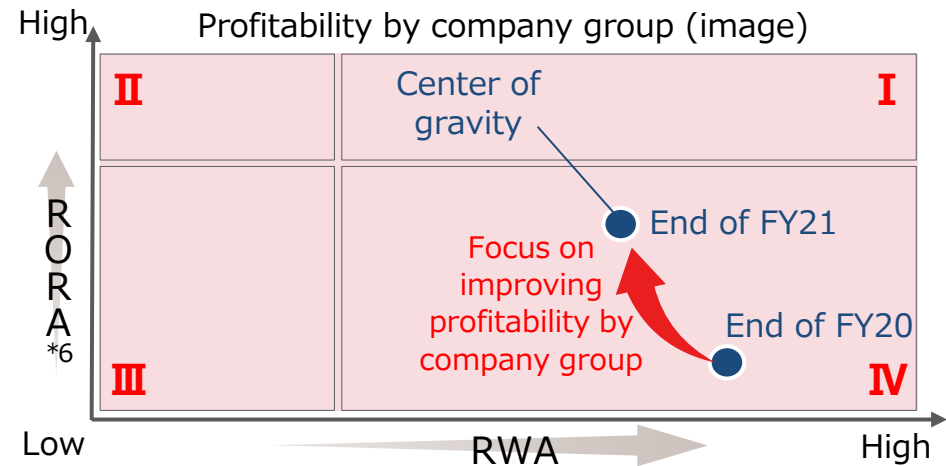 High
Profitability by company group (image)
Ⅱ
Center of
gravity
Ⅰ
RORA
*6
End of FY21
Focus on
improving
profitability by
company group
End of FY20
Ⅲ
Ⅳ
Low
RWA
High